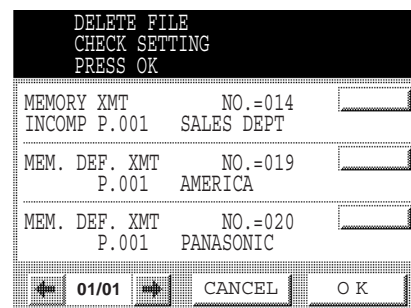 DELETE FILE
CHECK SETTING
PRESS OK
MEMORY XMT NO.=014
INCOMP P.001 SALES DEPT
MEM. DEF. XMT NO.=019
P.001 AMERICA
MEM. DEF. XMT NO.=020
P.001 PANASONIC
01/01 CANCEL O K